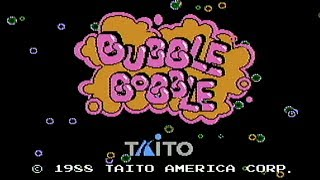 BUBBLE
BOBBLE
TAITO
© 1988 TAITO AMERICA CORP.